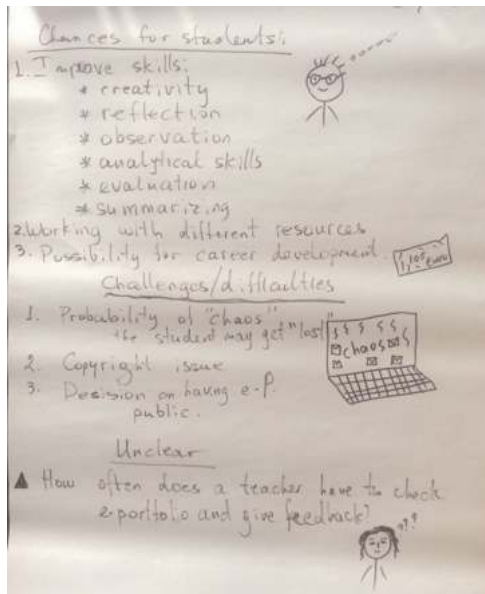 Chances for students:
1. Improve skills:
* creativity
* reflection
* observation
* analytical skills
* evaluation
* summarizing
2. Working with different resources
3. Possibility for career development.
Challenges/difficulties
1. Probability of "chaos"
the student may get "lost"
chaos
2. Copyright issue
3. Decision on having e-P.
public.
Unclear
▲ How often does a teacher have to check
e-portfolio and give feedback?
???